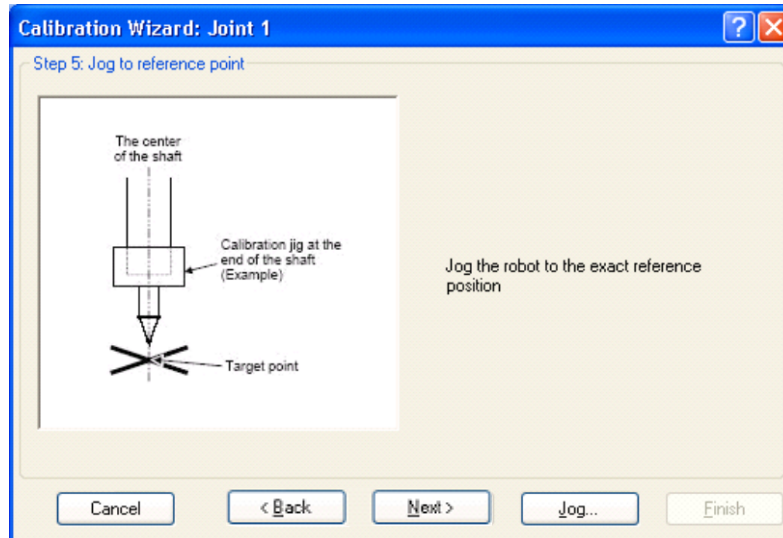 Calibration Wizard: Joint 1
Step 5: Jog to reference point
The center
of the shaft
Calibration jig at the
end of the shaft
(Example)
Target point
Jog the robot to the exact reference
position
Cancel
< Back
Next >
Jog...
Finish